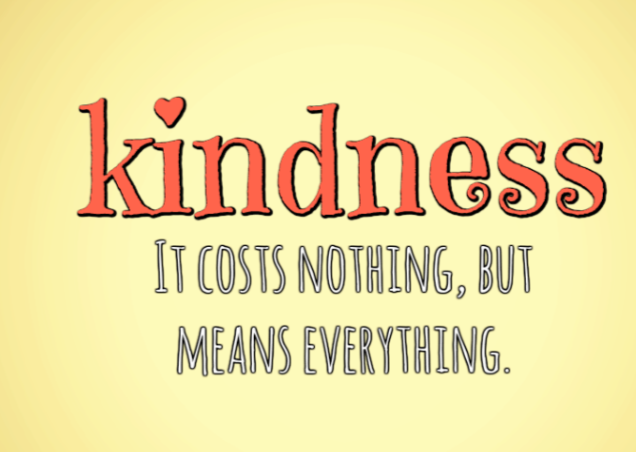 kindness
IT COSTS NOTHING, BUT
MEANS EVERYTHING.